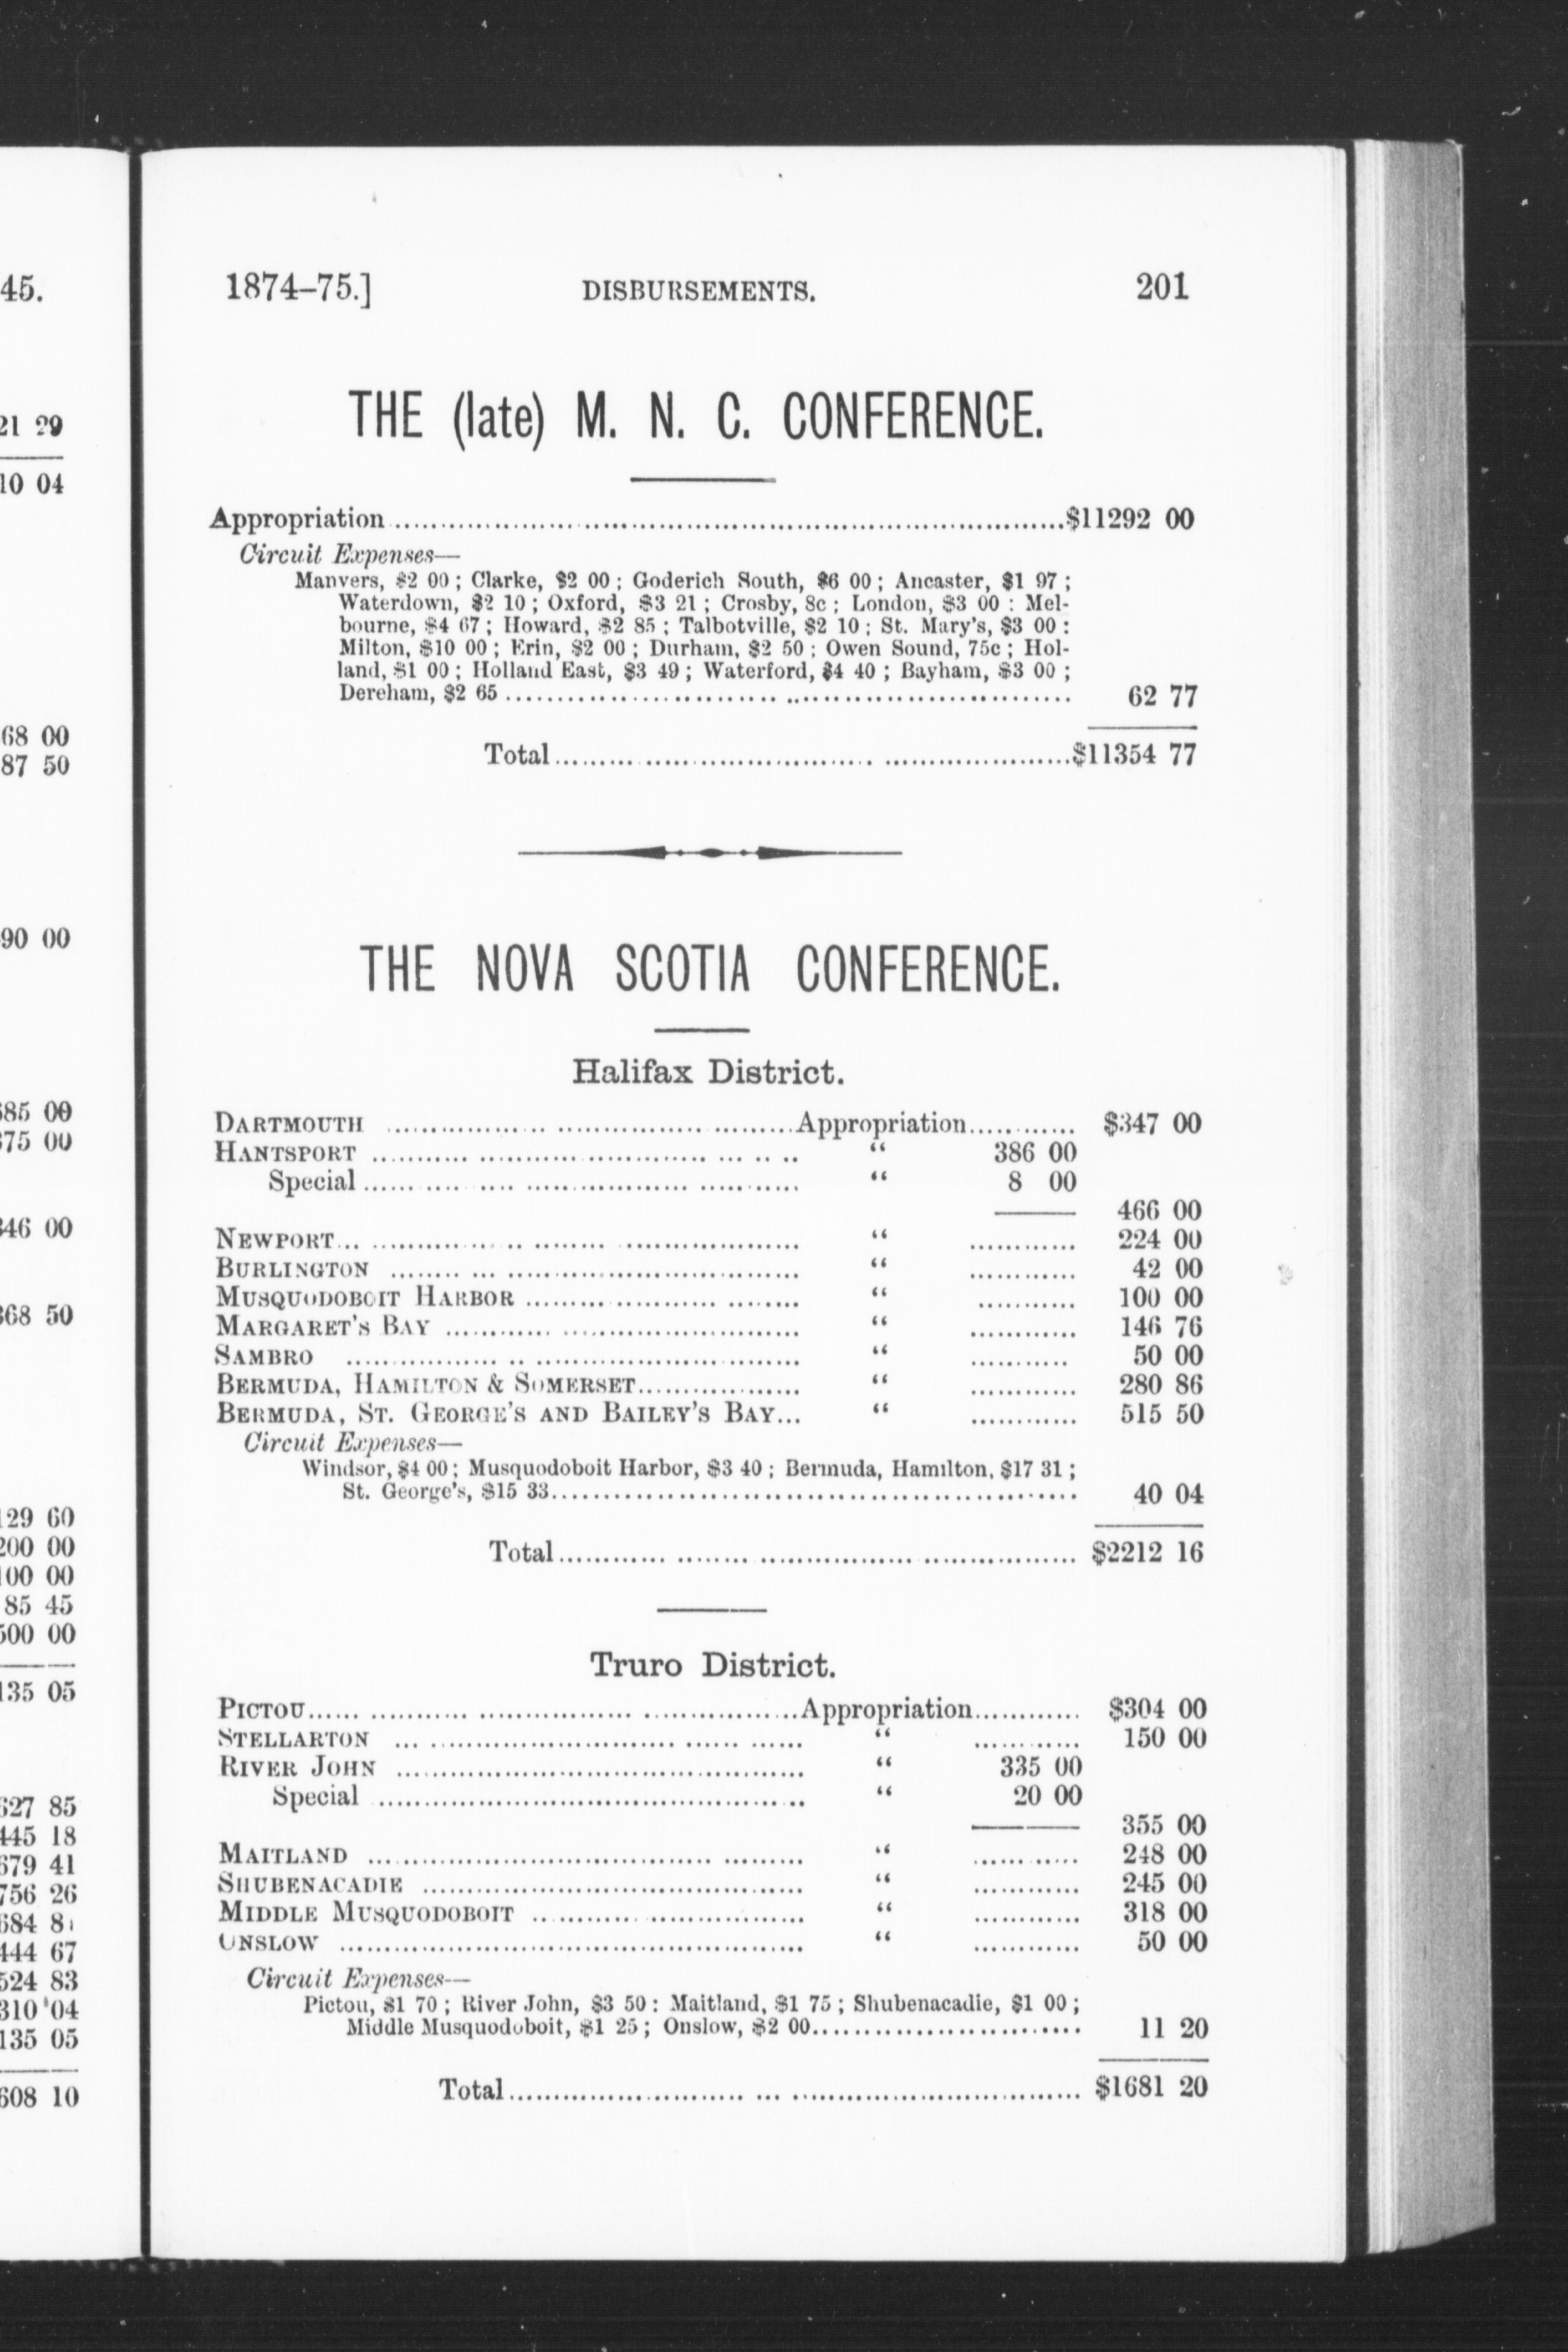 45.
21 29
10 04
68 00
87 50
90 00
85 00
75 00
46 00
68 50
129 60
200 00
100 00
85 45
500 00
135 05
627 85
445 18
679 41
756 26
684 8
444 67
524 83
310 04
135 05
608 10
1874–75.] DISBURSEMENTS. 201
THE (late) M. N. C. CONFERENCE.
Appropriation ........................................ $11292 00
Circuit Expenses—
Manvers, $2 00 ; Clarke, $2 00 ; Goderich South, $6 00 ; Ancaster, $1 97 ;
Waterdown, $2 10 ; Oxford, $3 21 ; Crosby, 8c ; London, $3 00 : Mel-
bourne, $4 67 ; Howard, $2 85 ; Talbotville, $2 10 ; St. Mary's, $3 00 :
Milton, $10 00 ; Erin, $2 00 ; Durham, $2 50 ; Owen Sound, 75c ; Hol-
land, $1 00 ; Holland East, $3 49 ; Waterford, $4 40 ; Bayham, $3 00 ;
Dereham, $2 65 ........................................ 62 77
Total ........................................ $11354 77
THE NOVA SCOTIA CONFERENCE.
Halifax District.
DARTMOUTH .................... Appropriation ............ $347 00
HANTSPORT .................... “ 386 00
Special .................... “ 8 00
466 00
NEWPORT .................... “ ............ 224 00
BURLINGTON .................... “ ............ 42 00
MUSQUODOBOIT HARBOR .................... “ ............ 100 00
MARGARET'S BAY .................... “ ............ 146 76
SAMBRO .................... “ ............ 50 00
BERMUDA, HAMILTON & SOMERSET .................... “ ............ 280 86
BERMUDA, ST. GEORGE'S AND BAILEY'S BAY... “ ............ 515 50
Circuit Expenses—
Windsor, $4 00 ; Musquodoboit Harbor, $3 40 ; Bermuda, Hamilton, $17 31 ;
St. George's, $15 33 ........................................ 40 04
Total ........................................ $2212 16
Truro District.
PICTOU .................... Appropriation ............ $304 00
STELLARTON .................... “ ............ 150 00
RIVER JOHN .................... “ 335 00
Special .................... “ 20 00
355 00
MAITLAND .................... “ ............ 248 00
SHUBENACADIE .................... “ ............ 245 00
MIDDLE MUSQUODOBOIT .................... “ ............ 318 00
ONSLOW .................... “ ............ 50 00
Circuit Expenses—
Pictou, $1 70 ; River John, $3 50 : Maitland, $1 75 ; Shubenacadie, $1 00 ;
Middle Musquodoboit, $1 25 ; Onslow, $2 00 .................... 11 20
Total ........................................ $1681 20